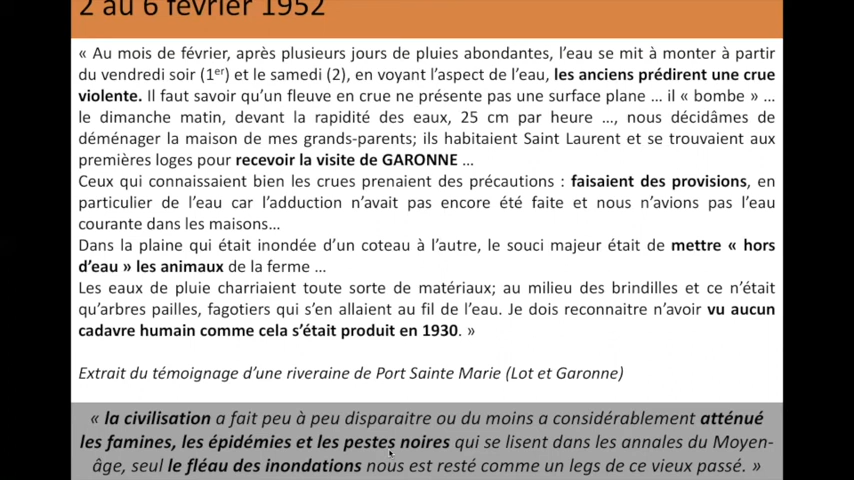 2 au 6 février 1952
« Au mois de février, après plusieurs jours de pluies abondantes, l'eau se mit à monter à partir
du vendredi soir (1er) et le samedi (2), en voyant l'aspect de l'eau, les anciens prédirent une crue
violente. Il faut savoir qu'un fleuve en crue ne présente pas une surface plane … il « bombe » …
le dimanche matin, devant la rapidité des eaux, 25 cm par heure …, nous décidâmes de
déménager la maison de mes grands-parents; ils habitaient Saint Laurent et se trouvaient aux
premières loges pour recevoir la visite de GARONNE …
Ceux qui connaissaient bien les crues prenaient des précautions : faisaient des provisions, en
particulier de l'eau car l'adduction n'avait pas encore été faite et nous n'avions pas l'eau
courante dans les maisons…
Dans la plaine qui était inondée d'un coteau à l'autre, le souci majeur était de mettre « hors
d'eau » les animaux de la ferme …
Les eaux de pluie charriaient toute sorte de matériaux; au milieu des brindilles et ce n'était
qu'arbres pailles, fagotiers qui s'en allaient au fil de l'eau. Je dois reconnaitre n'avoir vu aucun
cadavre humain comme cela s'était produit en 1930. »
Extrait du témoignage d'une riveraine de Port Sainte Marie (Lot et Garonne)
« la civilisation a fait peu à peu disparaitre ou du moins a considérablement atténué
les famines, les épidémies et les pestes noires qui se lisent dans les annales du Moyen-
âge, seul le fléau des inondations nous est resté comme un legs de ce vieux passé. »